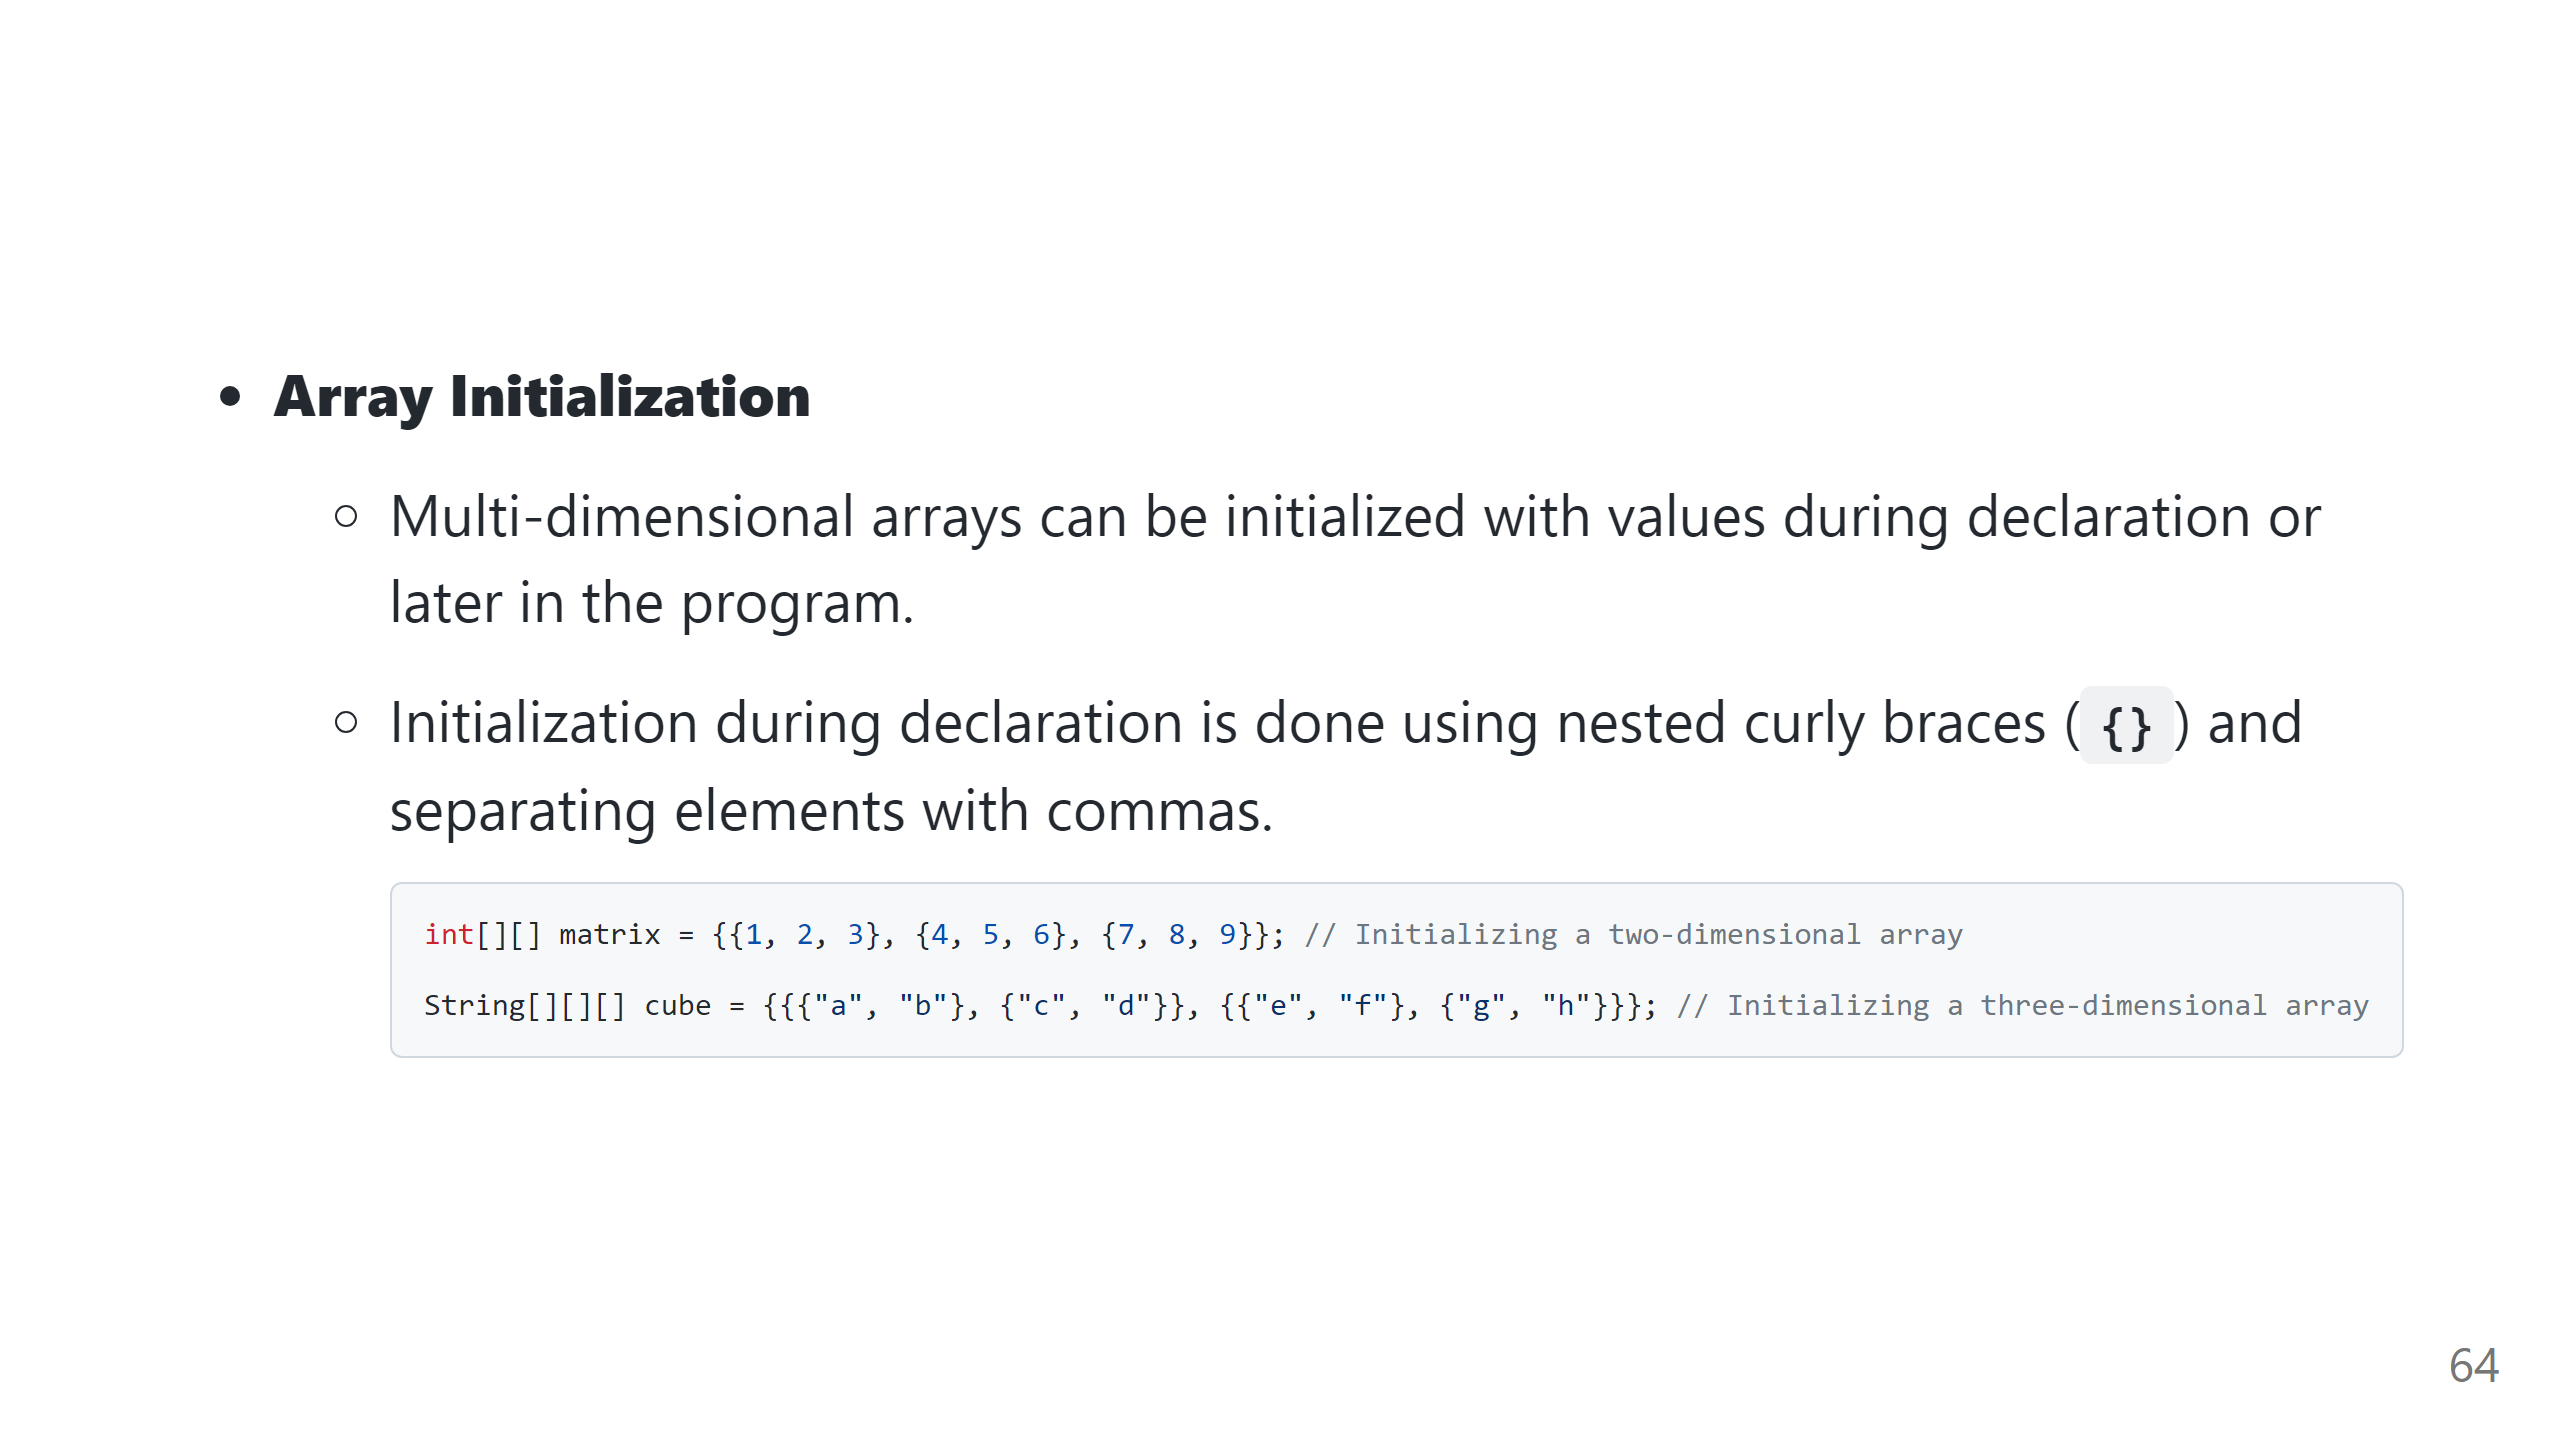 Array Initialization
Multi-dimensional arrays can be initialized with values during declaration or
later in the program.
Initialization during declaration is done using nested curly braces ( {} ) and
separating elements with commas.
int[][] matrix = {{1, 2, 3}, {4, 5, 6}, {7, 8, 9}}; // Initializing a two-dimensional array
String[][][] cube = {{{"a", "b"}, {"c", "d"}}, {{"e", "f"}, {"g", "h"}}}; // Initializing a three-dimensional array
64